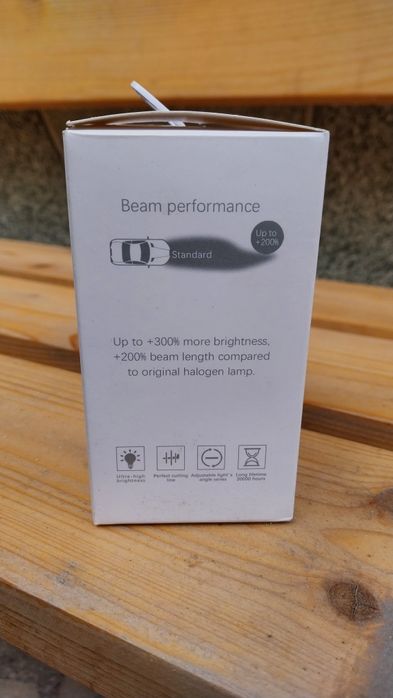 Beam performance
Up to
+200%
Standard
Up to +300% more brightness,
+200% beam length compared
to original halogen lamp.
Ultra-high
brightness
Perfect cutting
line
Adjustable light's
angle series
Long lifetime
30000 hours